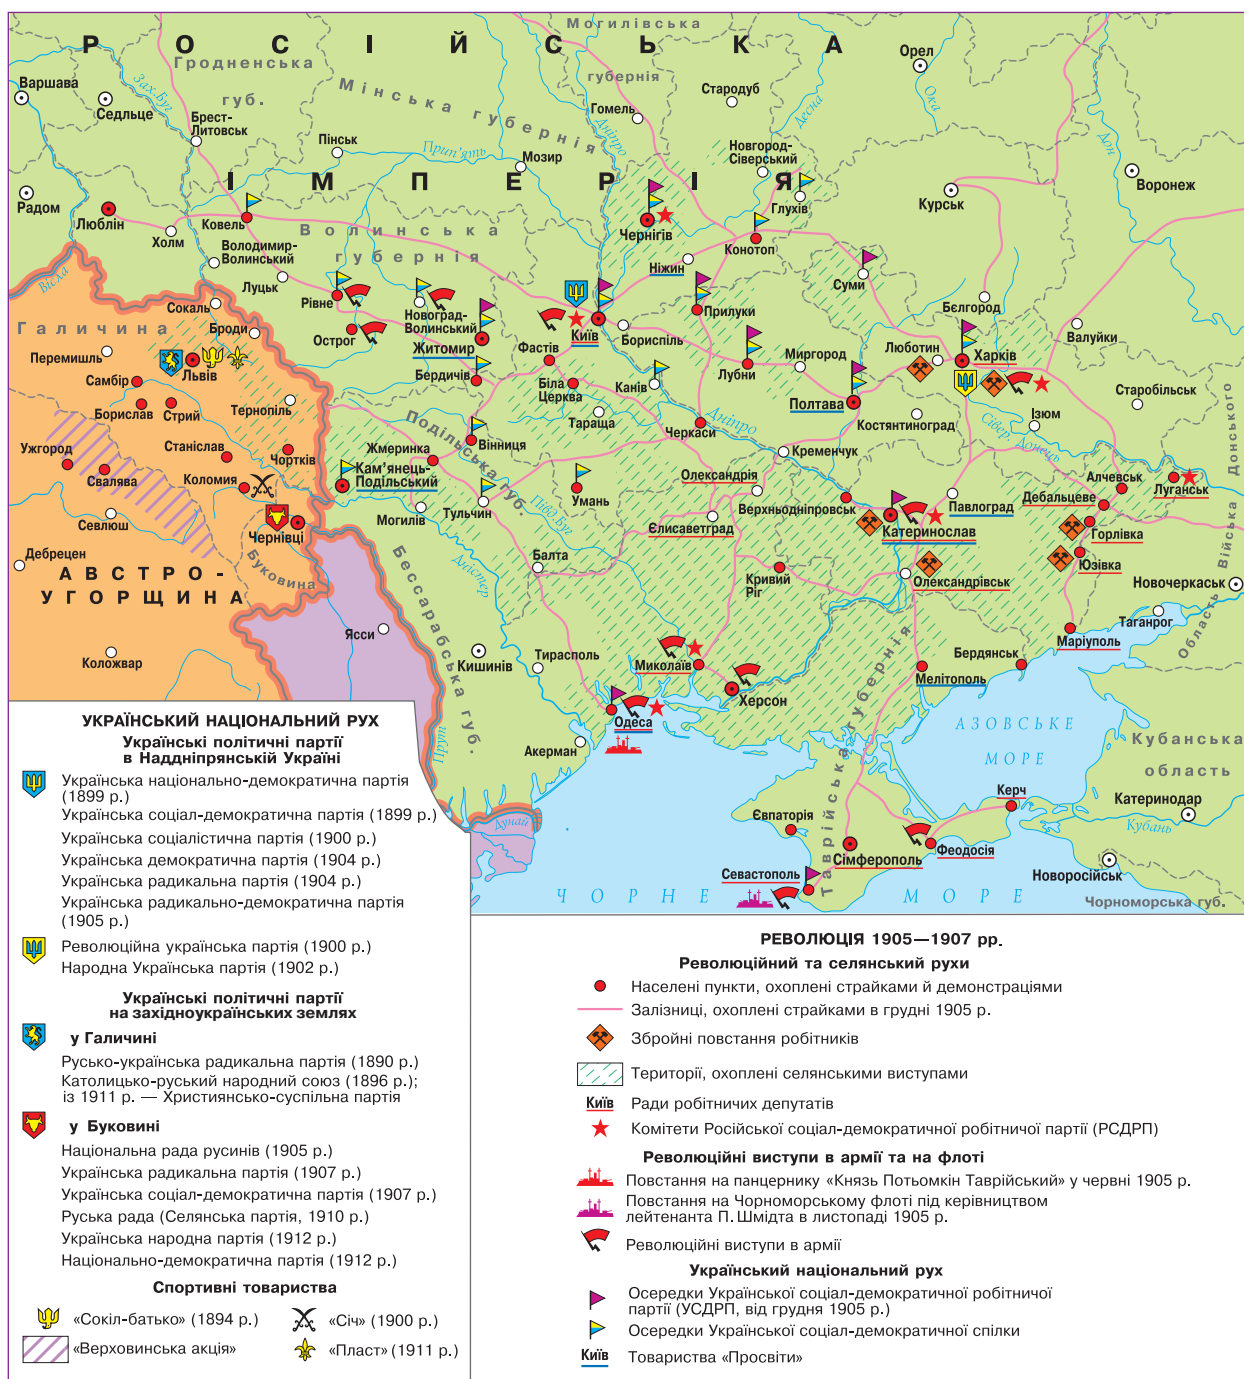 РОСІЙСЬКА
ІМПЕРІЯ
Могилівська
губернія
Гродненська
губ.
Мінська губернія
Орел
Варшава
Седльце
Зах. Буг
Брест-
Литовськ
Гомель
Стародуб
Десна
Ока
Дон
Дніпро
Пінськ
Прип'ять
Мозир
Новгород-
Сіверський
Воронеж
Радом
Люблін
Холм
Ковель
Волинська
губернія
Чернігів
Глухів
Курськ
Конотоп
Володимир-
Волинський
Луцьк
Ніжин
Суми
Вісла
Рівне
Новоград-
Волинський
Київ
Прилуки
Бєлгород
Сокаль
Броди
Острог
Житомир
Бориспіль
Валуйки
Галичина
Перемишль
Львів
Фастів
Миргород
Люботин
Харків
Самбір
Бердичів
Біла
Церква
Канів
Лубни
Старобільськ
Борислав
Стрий
Тернопіль
Тараща
Полтава
Ізюм
Костянтиноград
Сівер. Донець
Ужгород
Станіслав
Чортків
Подільська губ.
Жмеринка
Вінниця
Черкаси
Дніпро
Кременчук
Свалява
Коломия
Кам'янець-
Подільський
Умань
Олександрія
Алчевськ
Луганськ
Дебальцеве
Севлюш
Могилів
Тульчин
Півд. Буг
Верхньодніпровськ
Павлоград
Чернівці
Єлисаветград
Катеринослав
Горлівка
Дебрецен
Буковина
Дністер
Балта
Кривий
Ріг
Олександрівськ
Юзівка
Новочеркаськ
АВСТРО-
УГОРЩИНА
Бессарабська губ.
Таганрог
Область Війська Донського
Ясси
Кишинів
Тирасполь
Миколаїв
Маріуполь
Бердянськ
Коложвар
Херсон
Мелітополь
Прут
Одеса
Акерман
Таврійська губернія
АЗОВСЬКЕ
МОРЕ
Кубанська
область
Дунай
Керч
Катеринодар
Кубань
Євпаторія
Сімферополь
Феодосія
Новоросійськ
Севастополь
ЧОРНЕ МОРЕ
Чорноморська губ.
УКРАЇНСЬКИЙ НАЦІОНАЛЬНИЙ РУХ
Українські політичні партії
в Наддніпрянській Україні
Українська національно-демократична партія
(1899 р.)
Українська соціал-демократична партія (1899 р.)
Українська соціалістична партія (1900 р.)
Українська демократична партія (1904 р.)
Українська радикальна партія (1904 р.)
Українська радикально-демократична партія
(1905 р.)
Революційна українська партія (1900 р.)
Народна Українська партія (1902 р.)
Українські політичні партії
на західноукраїнських землях
у Галичині
Русько-українська радикальна партія (1890 р.)
Католицько-руський народний союз (1896 р.);
із 1911 р. — Християнсько-суспільна партія
у Буковині
Національна рада русинів (1905 р.)
Українська радикальна партія (1907 р.)
Українська соціал-демократична партія (1907 р.)
Руська рада (Селянська партія, 1910 р.)
Українська народна партія (1912 р.)
Національно-демократична партія (1912 р.)
Спортивні товариства
«Сокіл-батько» (1894 р.)
«Січ» (1900 р.)
«Верховинська акція»
«Пласт» (1911 р.)
РЕВОЛЮЦІЯ 1905—1907 рр.
Революційний та селянський рухи
Населені пункти, охоплені страйками й демонстраціями
Залізниці, охоплені страйками в грудні 1905 р.
Збройні повстання робітників
Території, охоплені селянськими виступами
Київ Ради робітничих депутатів
Комітети Російської соціал-демократичної робітничої партії (РСДРП)
Революційні виступи в армії та на флоті
Повстання на панцернику «Князь Потьомкін Таврійський» у червні 1905 р.
Повстання на Чорноморському флоті під керівництвом
лейтенанта П. Шмідта в листопаді 1905 р.
Революційні виступи в армії
Український національний рух
Осередки Української соціал-демократичної робітничої
партії (УСДРП, від грудня 1905 р.)
Осередки Української соціал-демократичної спілки
Київ Товариства «Просвіти»